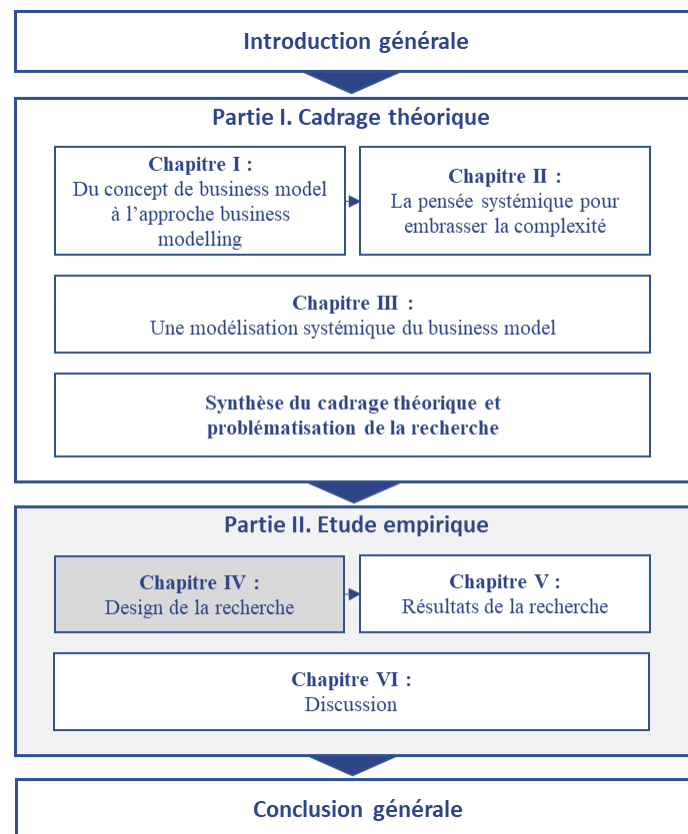 Introduction générale
Partie I. Cadrage théorique
Chapitre I :
Du concept de business model
à l'approche business
modelling
Chapitre II :
La pensée systémique pour
embrasser la complexité
Chapitre III :
Une modélisation systémique du business model
Synthèse du cadrage théorique et
problématisation de la recherche
Partie II. Etude empirique
Chapitre IV :
Design de la recherche
Chapitre V :
Résultats de la recherche
Chapitre VI :
Discussion
Conclusion générale